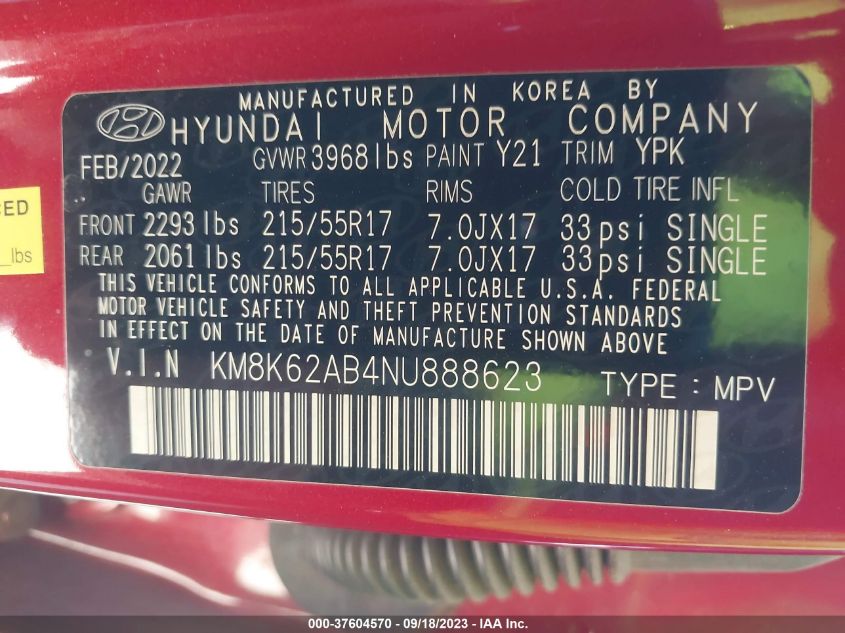 MANUFACTURED IN KOREA BY
HYUNDAI MOTOR COMPANY
FEB/2022 GVWR 3968 lbs PAINT Y21 TRIM YPK
GAWR TIRES RIMS COLD TIRE INFL
FRONT 2293 lbs 215/55R17 7.0JX17 33psi SINGLE
REAR 2061 lbs 215/55R17 7.0JX17 33psi SINGLE
THIS VEHICLE CONFORMS TO ALL APPLICABLE U.S.A. FEDERAL
MOTOR VEHICLE SAFETY AND THEFT PREVENTION STANDARDS
IN EFFECT ON THE DATE OF MANUFACTURE SHOWN ABOVE
V.I.N KM8K62AB4NU888623 TYPE : MPV
CED
_lbs
000-37604570 - 09/18/2023 - IAA Inc.